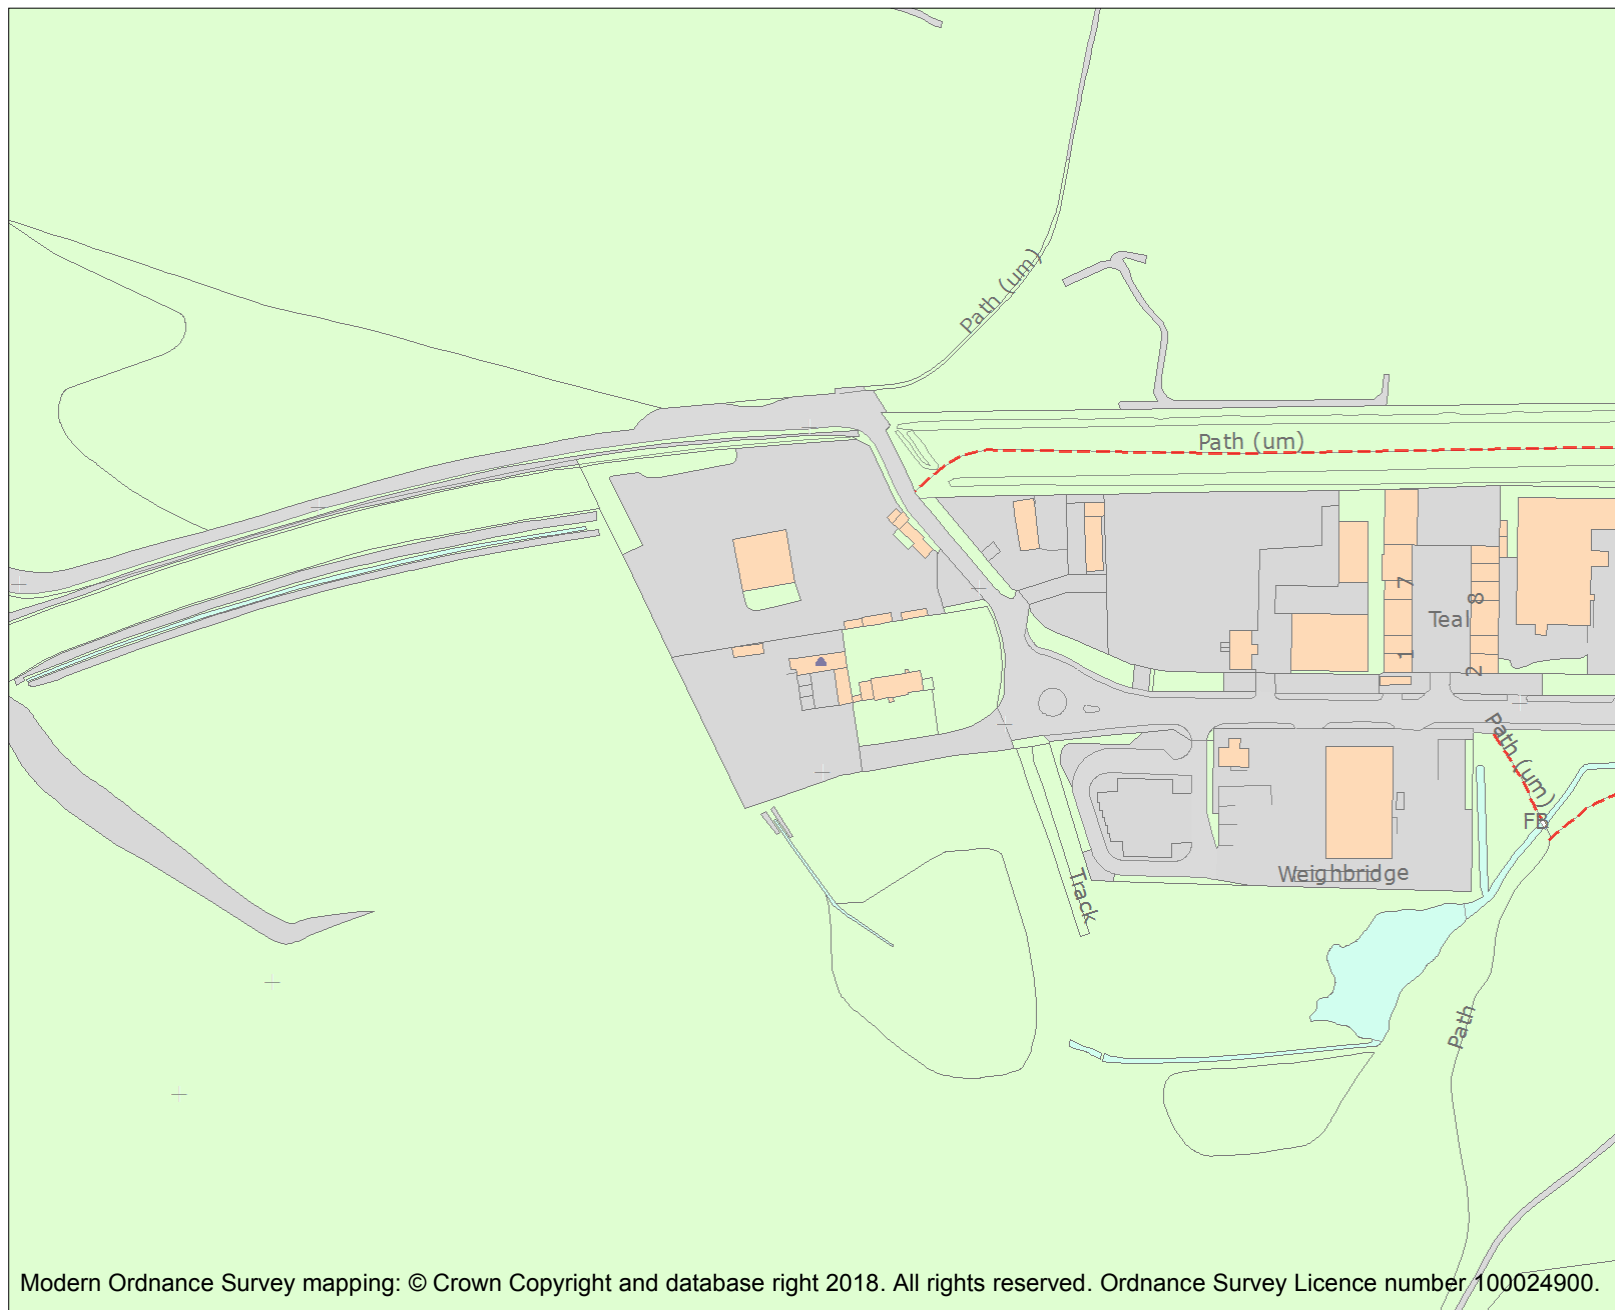 Path (um)
Path (um)
7
8
Teal
1
2
Path (um)
FB
Weighbridge
Track
Path
Modern Ordnance Survey mapping: © Crown Copyright and database right 2018. All rights reserved. Ordnance Survey Licence number 100024900.